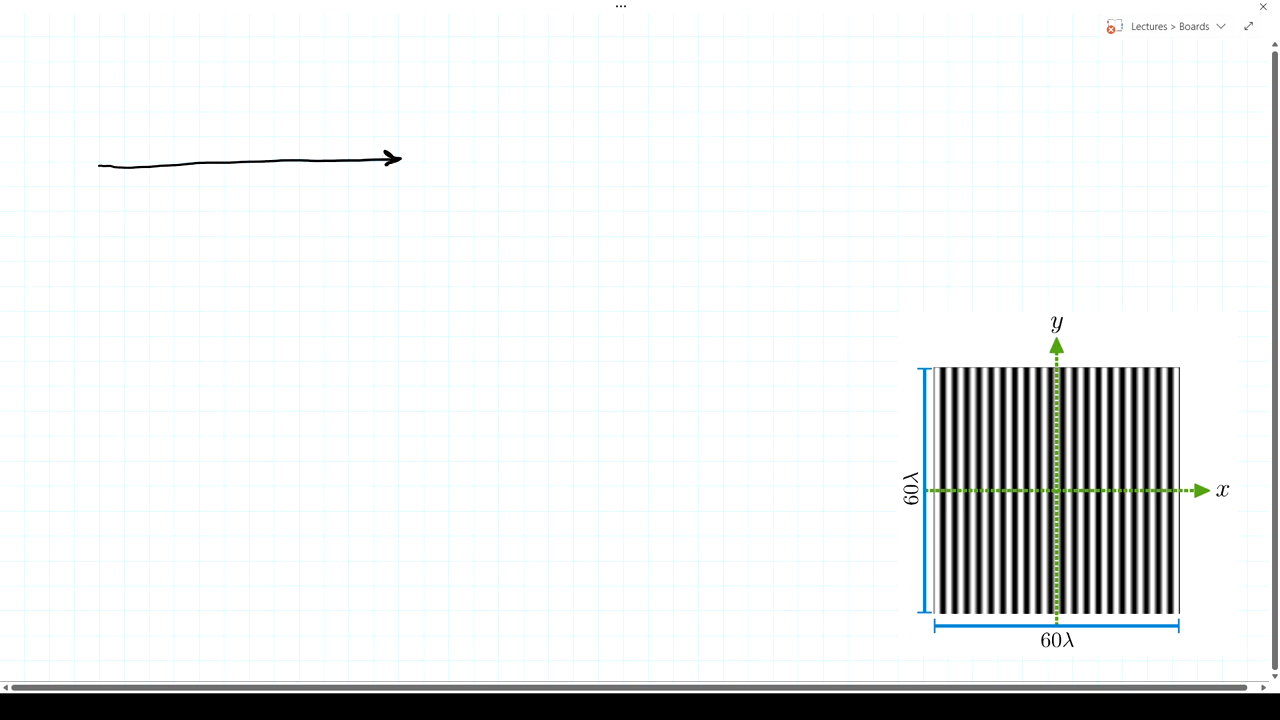 Lectures > Boards
y
60λ
x
60λ